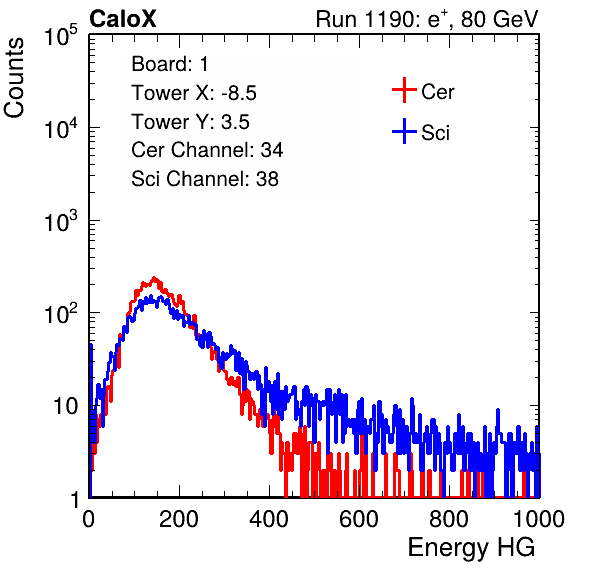 CaloX Run 1190: e⁺, 80 GeV
Counts
10⁵
10⁴
10³
10²
10
1
Board: 1
Tower X: -8.5
Tower Y: 3.5
Cer Channel: 34
Sci Channel: 38
Cer
Sci
0 200 400 600 800 1000
Energy HG